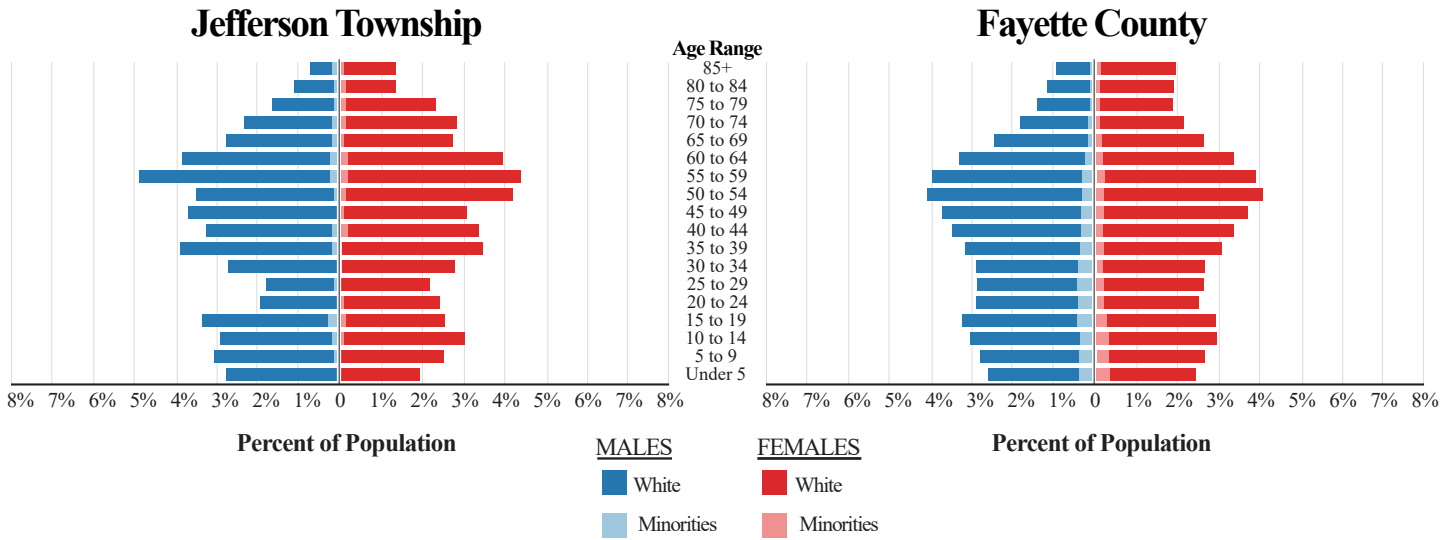 Jefferson Township
Fayette County
Age Range
85+
80 to 84
75 to 79
70 to 74
65 to 69
60 to 64
55 to 59
50 to 54
45 to 49
40 to 44
35 to 39
30 to 34
25 to 29
20 to 24
15 to 19
10 to 14
5 to 9
Under 5
8% 7% 6% 5% 4% 3% 2% 1% 0 1% 2% 3% 4% 5% 6% 7% 8%
8% 7% 6% 5% 4% 3% 2% 1% 0 1% 2% 3% 4% 5% 6% 7% 8%
Percent of Population
Percent of Population
MALES
White
Minorities
FEMALES
White
Minorities